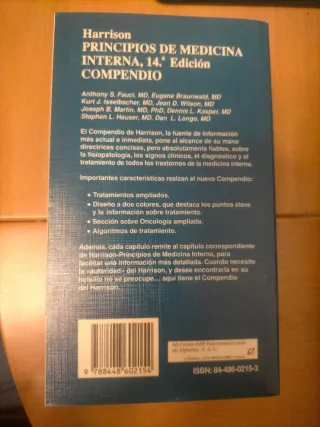 Harrison
PRINCIPIOS DE MEDICINA
INTERNA, 14.ª Edición
COMPENDIO
Anthony S. Fauci, MD, Eugene Braunwald, MD
Kurt J. Isselbacher, MD, Jean D. Wilson, MD
Joseph B. Martin, MD, PhD, Dennis L. Kasper, MD
Stephen L. Hauser, MD, Dan L. Longo, MD
El Compendio de Harrison, la fuente de información
más actual e inmediata, pone al alcance de su mano
directrices concisas, pero absolutamente fiables, sobre
la fisiopatología, los signos clínicos, el diagnóstico y el
tratamiento de todos los trastornos de la medicina interna.
Importantes características realzan el nuevo Compendio:
• Tratamientos ampliados.
• Diseño a dos colores, que destaca los puntos clave
y la información sobre tratamiento.
• Sección sobre Oncología ampliada.
• Algoritmos de tratamiento.
Además, cada capítulo remite al capítulo correspondiente
de Harrison-Principios de Medicina Interna, para
facilitar una información más detallada. Cuando necesite
la «autoridad» del Harrison, y desee encontrarla en su
bolsillo no se preocupe... aquí tiene el Compendio
del Harrison.
9 788448 602154
de España, S. A. U.
ISBN: 84-486-0215-3